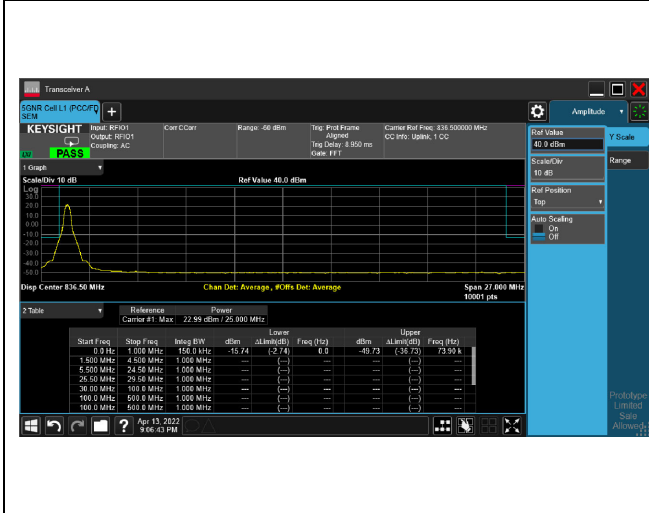 Transceiver A
5GNR Cell L1 (PCC/FD
SEM
Amplitude
KEYSIGHT
Input: RFIO1
Output: RFIO1
Coupling: AC
Corr CCorr
Range: -60 dBm
Trig: Prot Frame
Aligned
Trig Delay: 8.950 ms
Gate: FFT
Carrier Ref Freq: 836.500000 MHz
CC Info: Uplink, 1 CC
PASS
1 Graph
Scale/Div 10 dB
Ref Value 40.0 dBm
Log
30.0
20.0
10.0
0.00
-10.0
-20.0
-30.0
-40.0
-50.0
Disp Center 836.50 MHz
Chan Det: Average, #Offs Det: Average
Span 27.000 MHz
10001 pts
2 Table
Reference Power
Carrier #1: Max 22.99 dBm / 25.000 MHz
Lower Upper
Start Freq Stop Freq Integ BW dBm ΔLimit(dB) Freq (Hz) dBm ΔLimit(dB) Freq (Hz)
0.0 Hz 1.000 MHz 150.0 kHz -15.74 (-2.74) 0.0 -49.73 (-36.73) 73.90 k
1.500 MHz 4.500 MHz 1.000 MHz --- (---) --- --- (---) ---
5.500 MHz 24.50 MHz 1.000 MHz --- (---) --- --- (---) ---
25.50 MHz 29.50 MHz 1.000 MHz --- (---) --- --- (---) ---
30.00 MHz 100.0 MHz 1.000 MHz --- (---) --- --- (---) ---
100.0 MHz 500.0 MHz 1.000 MHz --- (---) --- --- (---) ---
100.0 MHz 500.0 MHz 1.000 MHz --- (---) --- --- (---) ---
Apr 13, 2022
9:06:43 PM
Ref Value
40.0 dBm
Scale/Div
10 dB
Ref Position
Top
Auto Scaling
On
Off
Y Scale
Range
Prototype
Limited
Sale
Allowed